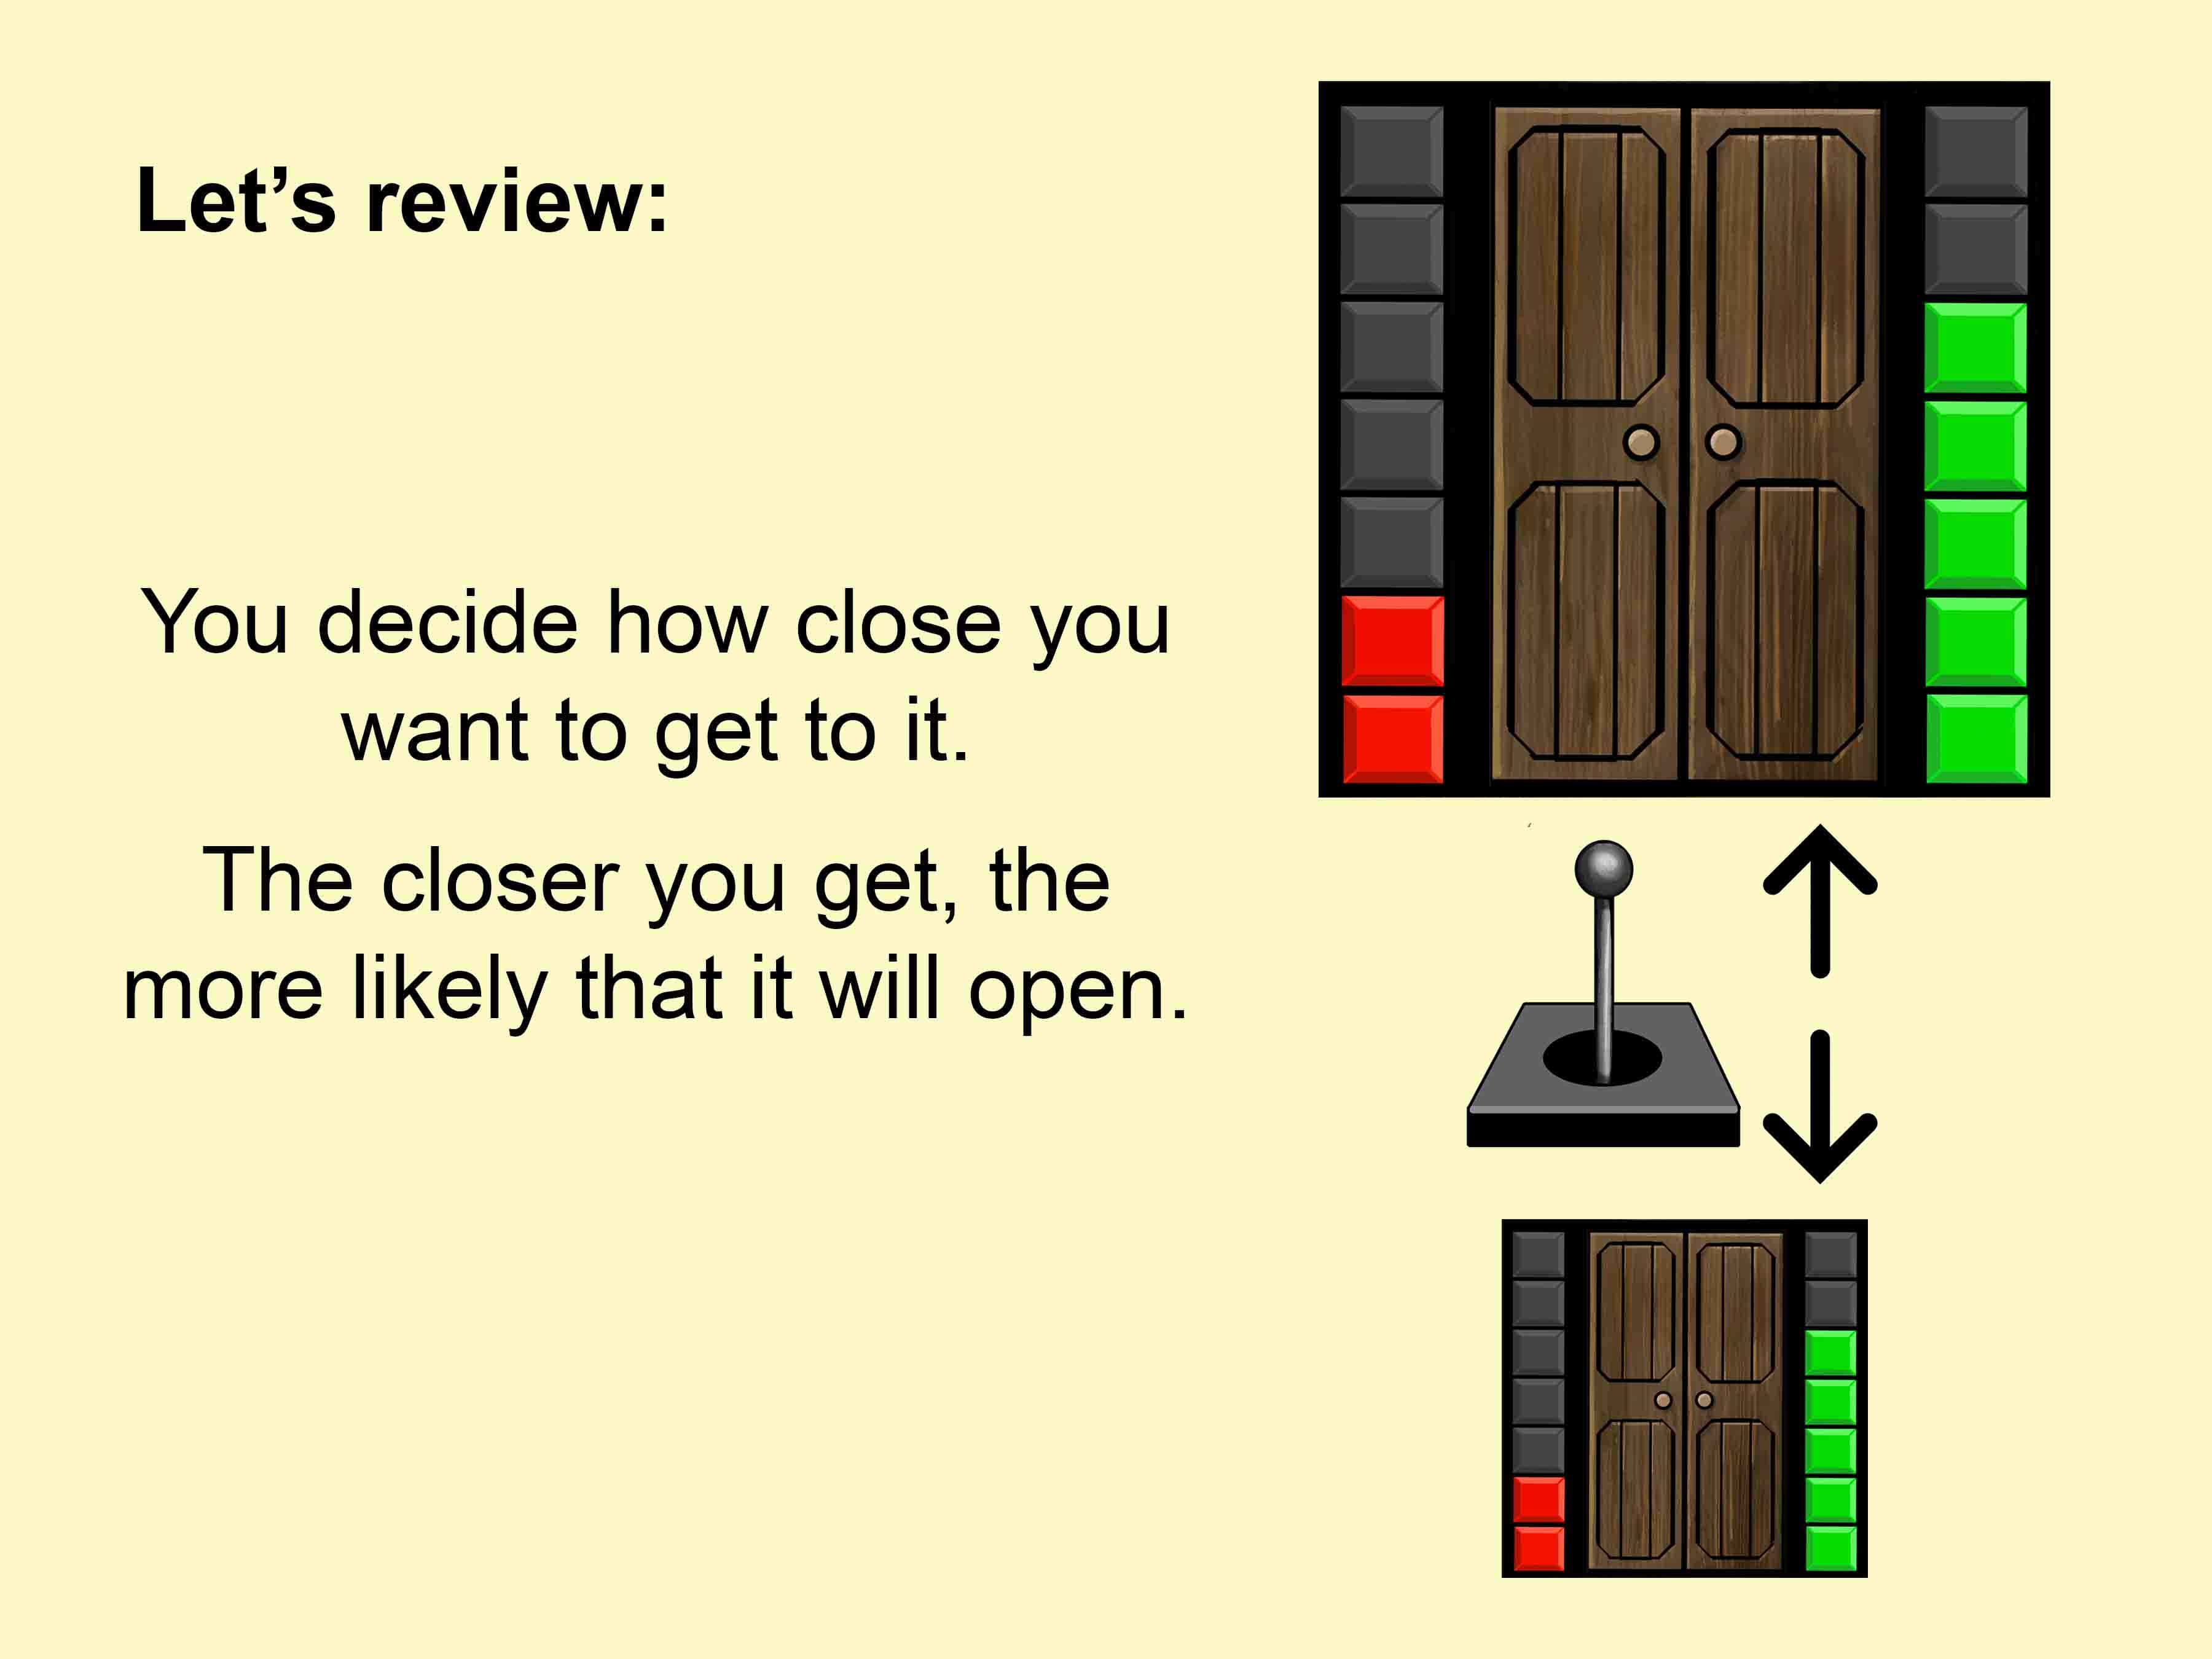 Let’s review:
You decide how close you
want to get to it.
The closer you get, the
more likely that it will open.